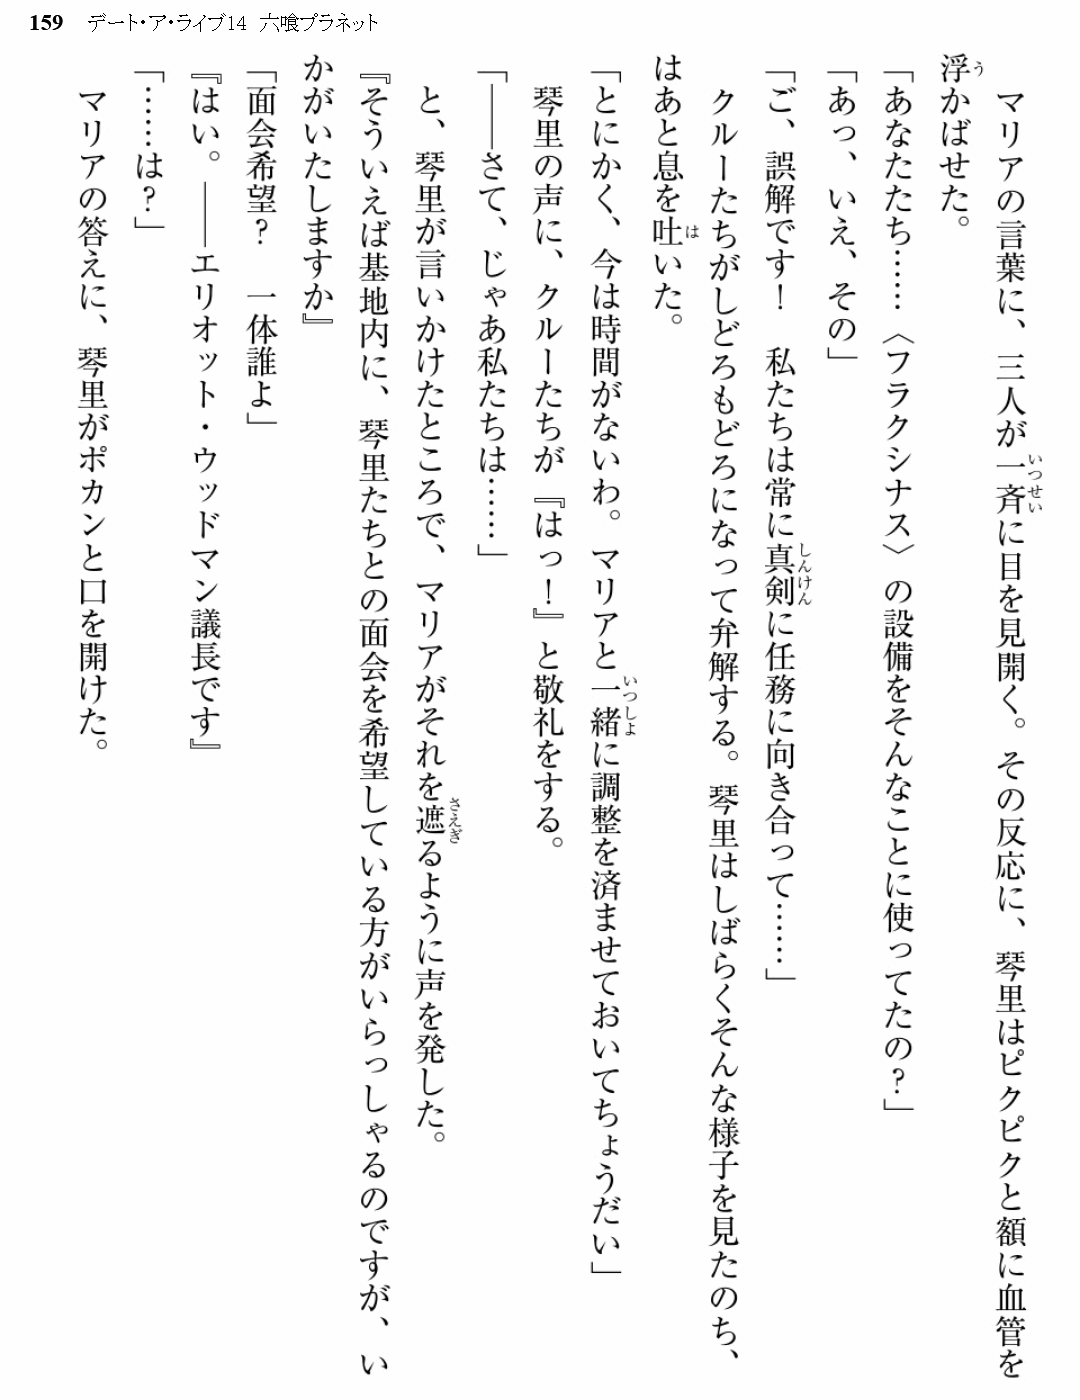 159 デート・ア・ライブ14 六喰プラネット
マリアの言葉に、三人が一斉に目を見開く。その反応に、琴里はピクピクと額に血管を
浮かばせた。
「あなたたち……〈フラクシナス〉の設備をそんなことに使ってたの？」
「あっ、いえ、その」
「ご、誤解です！　私たちは常に真剣に任務に向き合って……」
クルーたちがしどろもどろになって弁解する。琴里はしばらくそんな様子を見たのち、
はあと息を吐いた。
「とにかく、今は時間がないわ。マリアと一緒に調整を済ませておいてちょうだい」
琴里の声に、クルーたちが『はっ！』と敬礼をする。
「――さて、じゃあ私たちは……」
と、琴里が言いかけたところで、マリアがそれを遮るように声を発した。
『そういえば基地内に、琴里たちとの面会を希望している方がいらっしゃるのですが、い
かがいたしますか』
「面会希望？　一体誰よ」
『はい。――エリオット・ウッドマン議長です』
「……は？」
マリアの答えに、琴里がポカンと口を開けた。